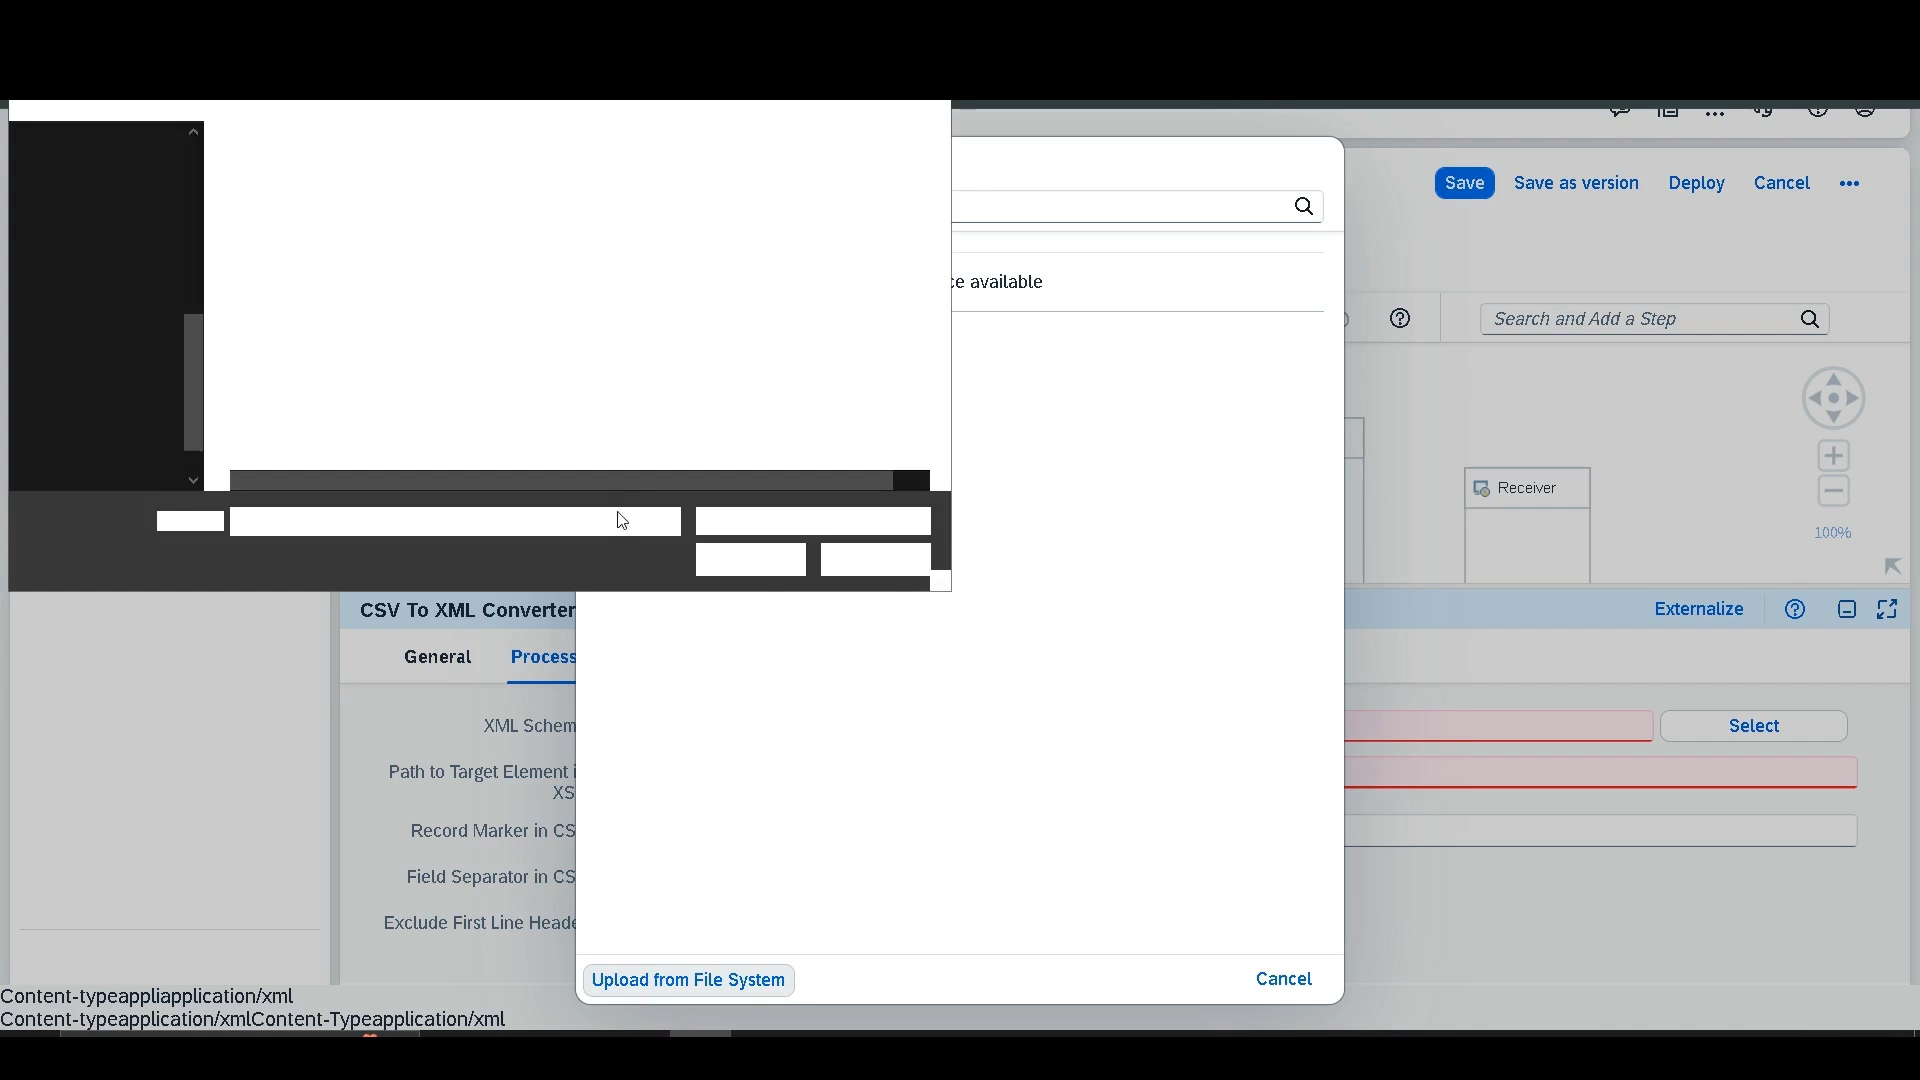 Save
Save as version
Deploy
Cancel
available
Search and Add a Step
Receiver
100%
CSV To XML Converter
Externalize
General
Process
XML Schem
Select
Path to Target Element
XS
Record Marker in CS
Field Separator in CS
Exclude First Line Heade
Upload from File System
Cancel
Content-typeappliapplication/xml
Content-typeapplication/xmlContent-Typeapplication/xml